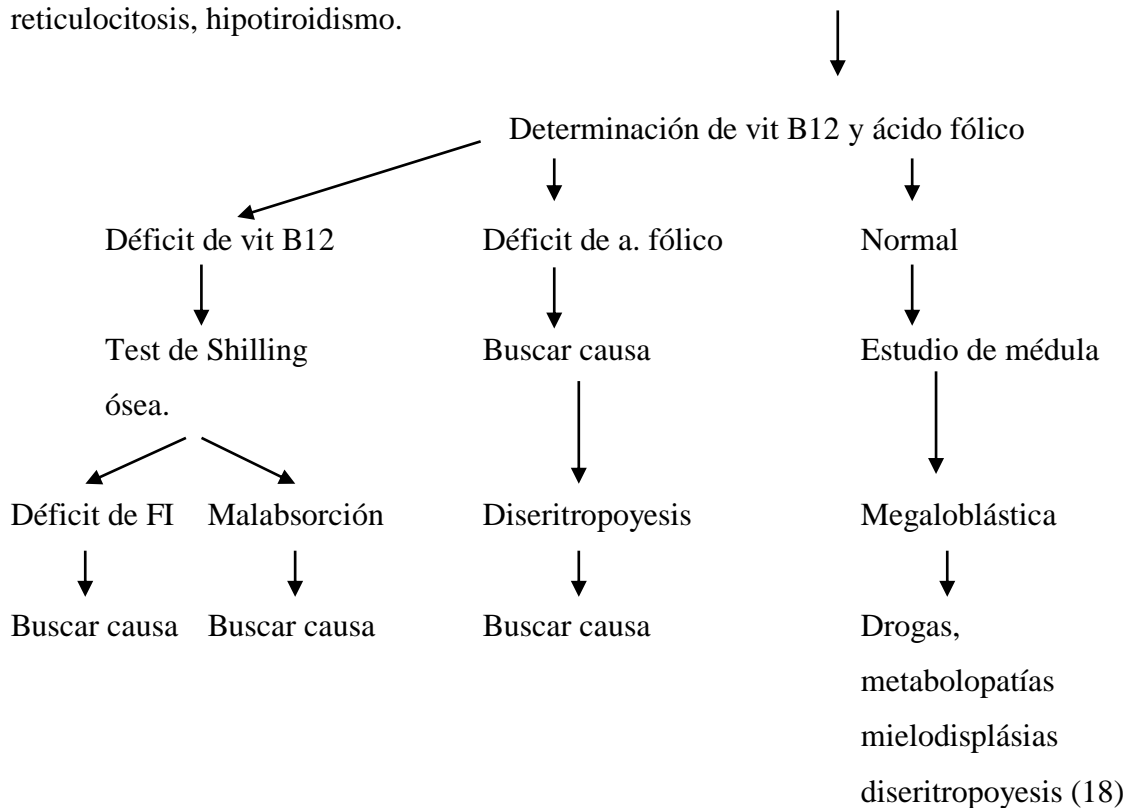 reticulocitosis, hipotiroidismo.
Determinación de vit B12 y ácido fólico
Déficit de vit B12 Déficit de a. fólico Normal
Test de Shilling Buscar causa Estudio de médula
ósea.
Déficit de FI Malabsorción Diseritropoyesis Megaloblástica
Buscar causa Buscar causa Buscar causa Drogas,
metabolopatías
mielodisplásias
diseritropoyesis (18)